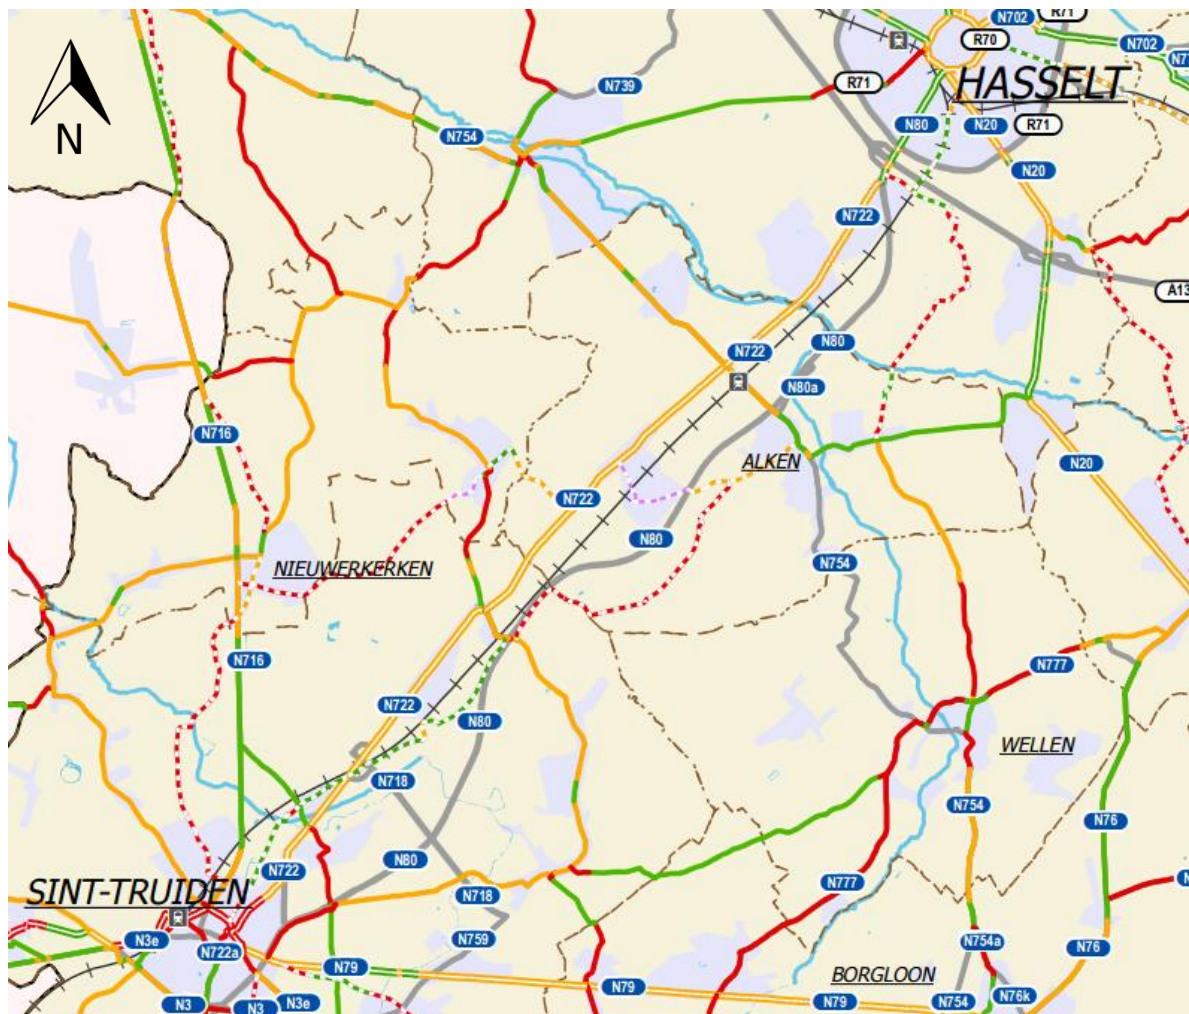 N702
R71
R70
N702
HASSELT
R71
N739
N80
N20
R71
N754
N
N20
N722
A13
N722
N80
N80a
N716
ALKEN
N20
N722
N80
NIEUWERKERKEN
N754
N716
N777
N722
N80
WELLEN
N718
N754
N76
N80
N722
N777
SINT-TRUIDEN
N718
N3e
N722a
N759
N754a
N76
N79
BORGLOON
N79
N3
N3
N3e
N79
N754
N76k